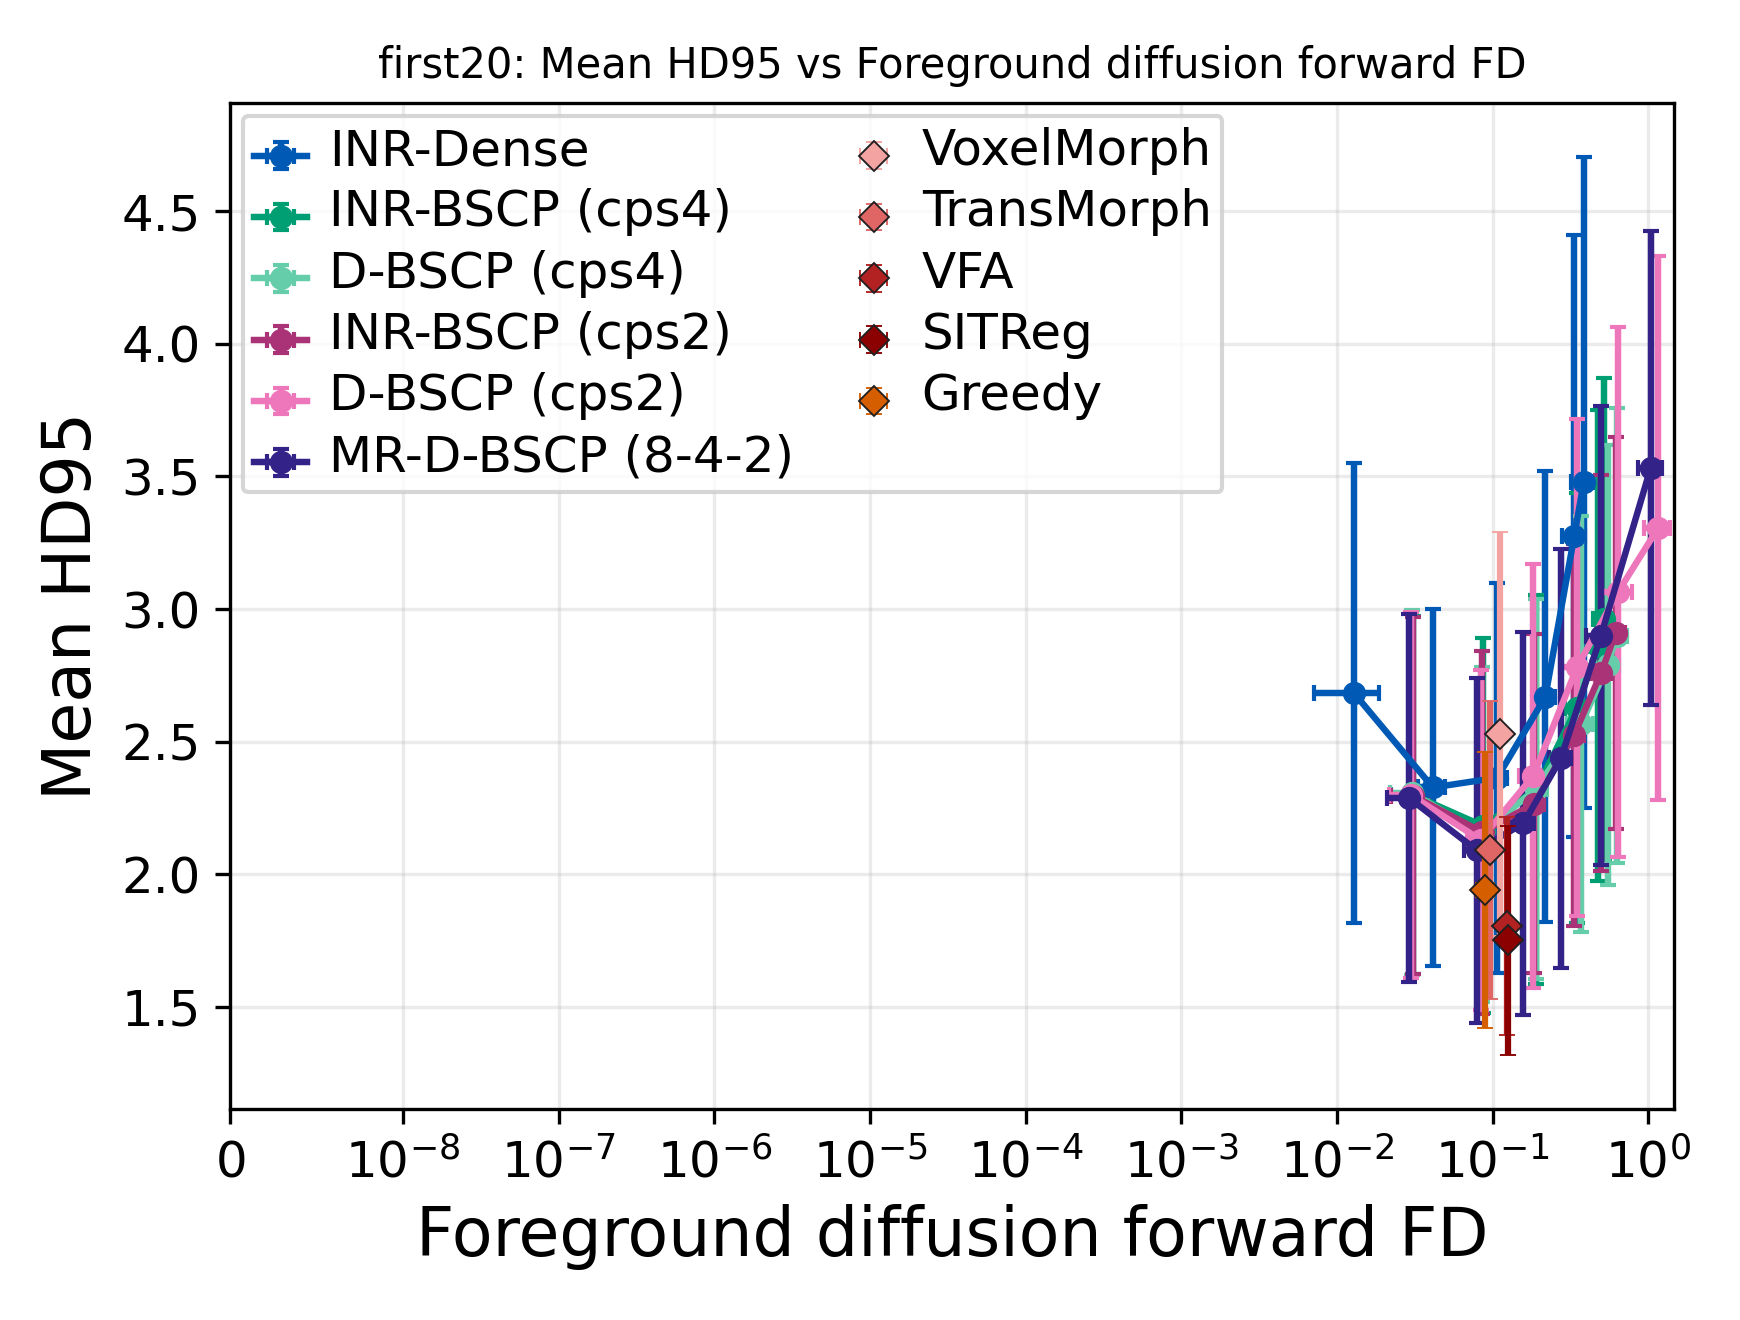 first20: Mean HD95 vs Foreground diffusion forward FD
INR-Dense
INR-BSCP (cps4)
D-BSCP (cps4)
INR-BSCP (cps2)
D-BSCP (cps2)
MR-D-BSCP (8-4-2)
VoxelMorph
TransMorph
VFA
SITReg
Greedy
Mean HD95
4.5
4.0
3.5
3.0
2.5
2.0
1.5
0 10⁻⁸ 10⁻⁷ 10⁻⁶ 10⁻⁵ 10⁻⁴ 10⁻³ 10⁻² 10⁻¹ 10⁰
Foreground diffusion forward FD